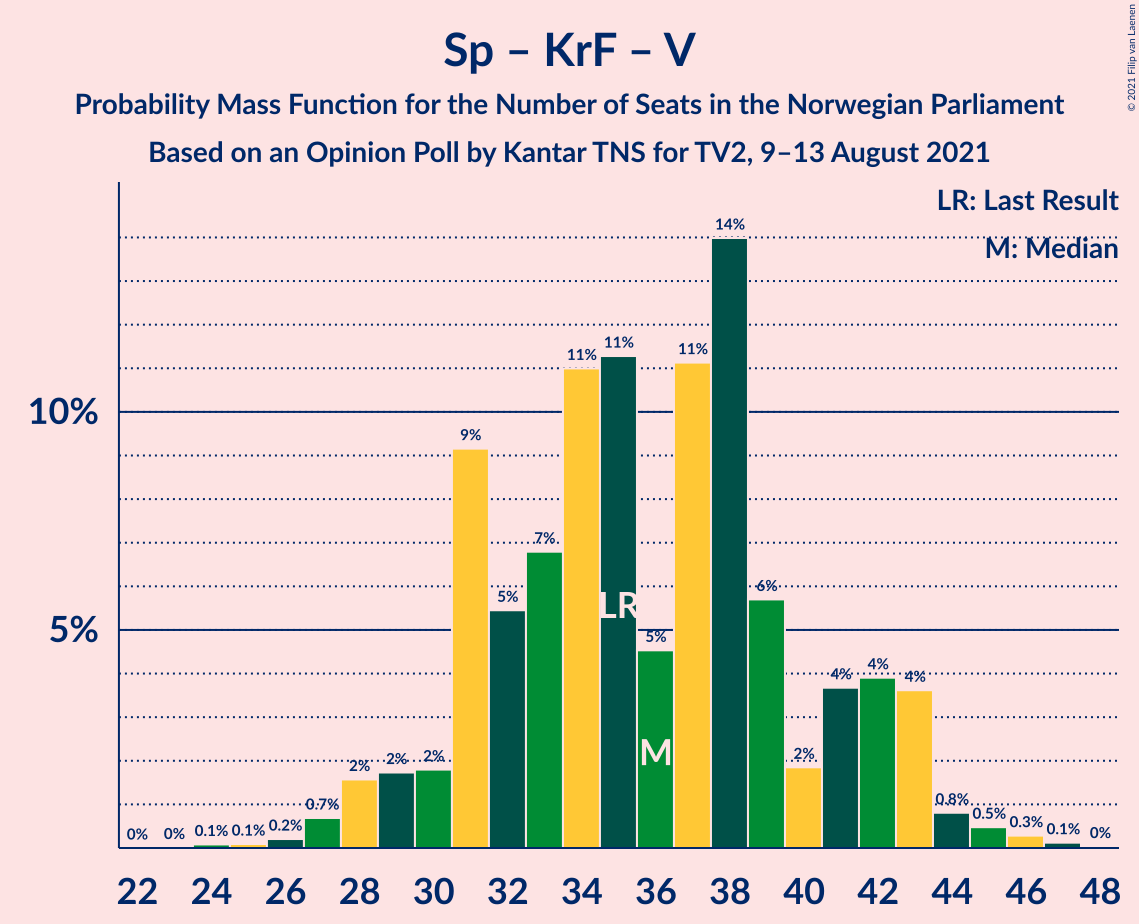 © 2021 Filip van Laenen
Sp – KrF – V
Probability Mass Function for the Number of Seats in the Norwegian Parliament
Based on an Opinion Poll by Kantar TNS for TV2, 9–13 August 2021
LR: Last Result
M: Median
10%
5%
0% 0% 0.1% 0.1% 0.2% 0.7% 2% 2% 2% 9% 5% 7% 11% 11% 5% 11% 14% 6% 2% 4% 4% 4% 0.8% 0.5% 0.3% 0.1% 0%
LR
M
22 24 26 28 30 32 34 36 38 40 42 44 46 48